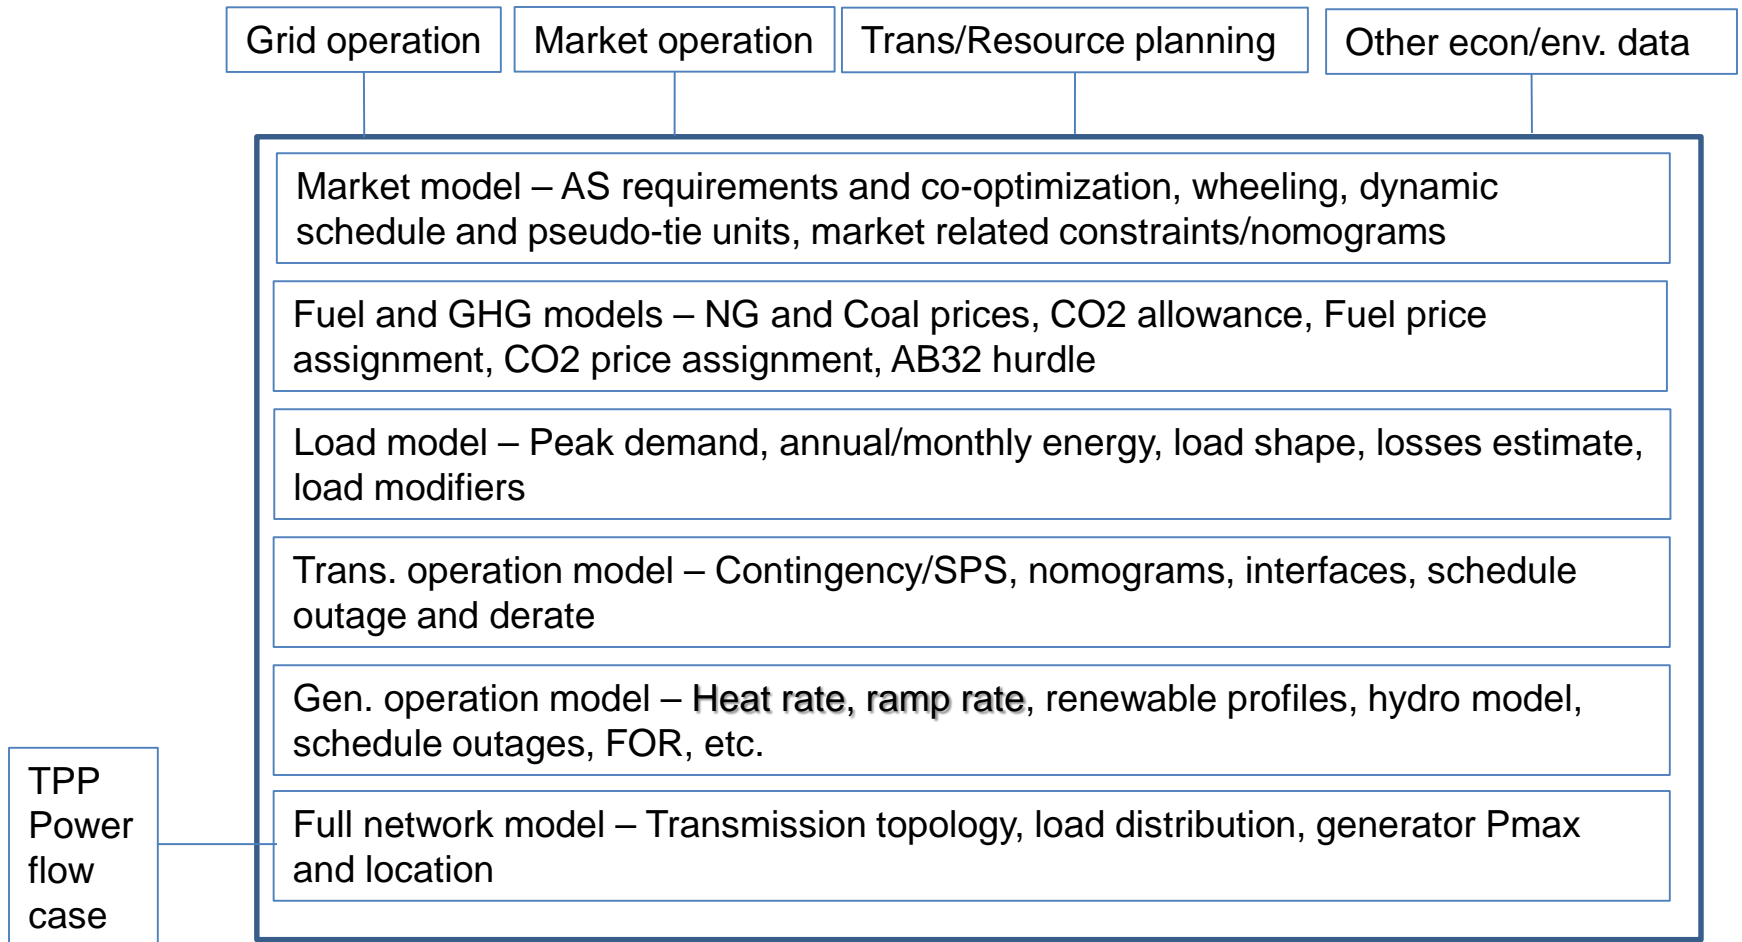 Grid operation
Market operation
Trans/Resource planning
Other econ/env. data
Market model – AS requirements and co-optimization, wheeling, dynamic
schedule and pseudo-tie units, market related constraints/nomograms
Fuel and GHG models – NG and Coal prices, CO2 allowance, Fuel price
assignment, CO2 price assignment, AB32 hurdle
Load model – Peak demand, annual/monthly energy, load shape, losses estimate,
load modifiers
Trans. operation model – Contingency/SPS, nomograms, interfaces, schedule
outage and derate
Gen. operation model – Heat rate, ramp rate, renewable profiles, hydro model,
schedule outages, FOR, etc.
TPP
Power
flow
case
Full network model – Transmission topology, load distribution, generator Pmax
and location